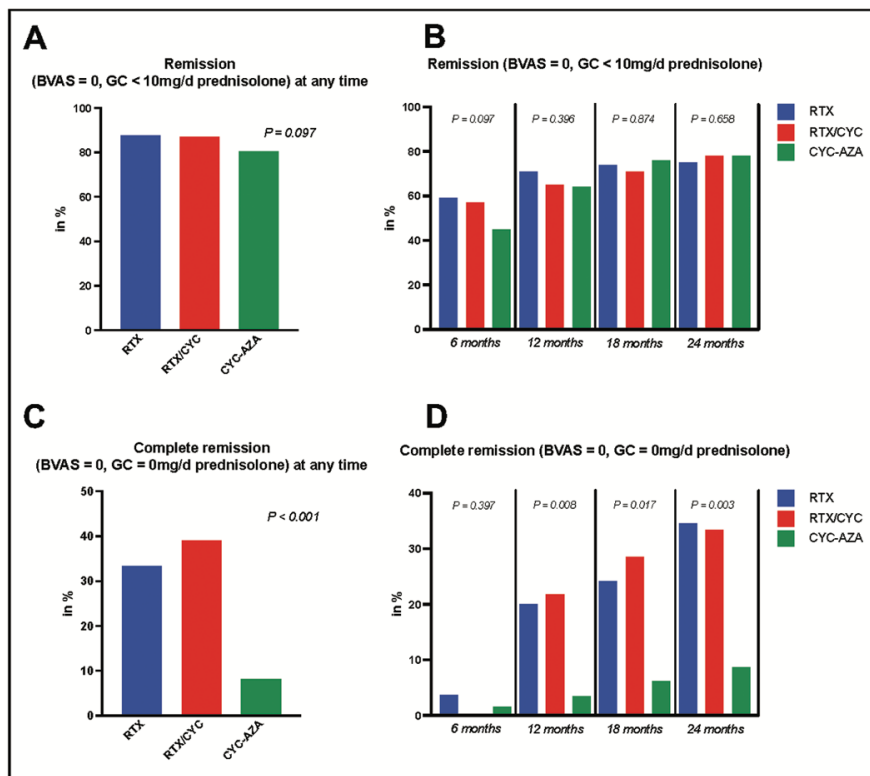 A
Remission
(BVAS = 0, GC < 10mg/d prednisolone) at any time
P = 0.097
100
80
60
40
20
0
in %
RTX
RTX/CYC
CYC-AZA
B
Remission (BVAS = 0, GC < 10mg/d prednisolone)
P = 0.097
P = 0.396
P = 0.874
P = 0.658
100
80
60
40
20
0
in %
6 months
12 months
18 months
24 months
RTX
RTX/CYC
CYC-AZA
C
Complete remission
(BVAS = 0, GC = 0mg/d prednisolone) at any time
P < 0.001
50
40
30
20
10
0
in %
RTX
RTX/CYC
CYC-AZA
D
Complete remission (BVAS = 0, GC = 0mg/d prednisolone)
P = 0.397
P = 0.008
P = 0.017
P = 0.003
40
30
20
10
0
in %
6 months
12 months
18 months
24 months
RTX
RTX/CYC
CYC-AZA